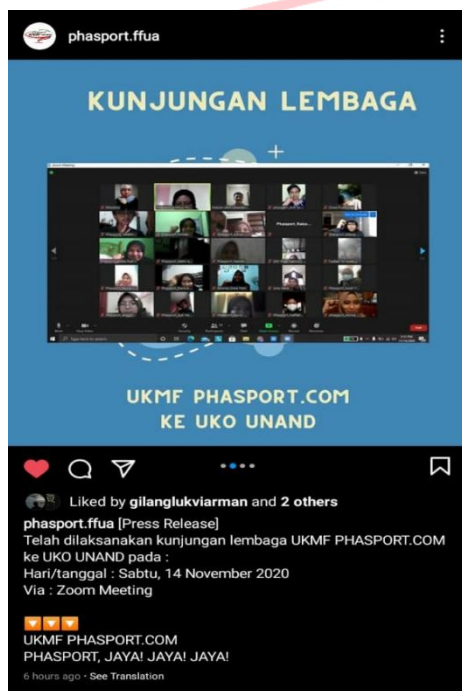 phasport.ffua
KUNJUNGAN LEMBAGA
UKMF PHASPORT.COM
KE UKO UNAND
Liked by gilanglukviarman and 2 others
phasport.ffua [Press Release]
Telah dilaksanakan kunjungan lembaga UKMF PHASPORT.COM
ke UKO UNAND pada :
Hari/tanggal : Sabtu, 14 November 2020
Via : Zoom Meeting
UKMF PHASPORT.COM
PHASPORT, JAYA! JAYA! JAYA!
6 hours ago • See Translation